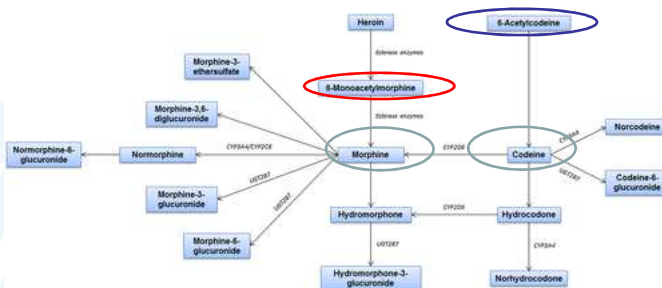 Heroin
6-Acetylcodeine
Esterase enzymes
Morphine-3-
ethersulfate
6-Monoacetylmorphine
Morphine-3,6-
diglucuronide
Esterase enzymes
Norcodeine
CYP3A4
Normorphine-6-
glucuronide
Normorphine
CYP3A4/CYP2C8
Morphine
CYP2D6
Codeine
UGT2B7
Codeine-6-
glucuronide
Morphine-3-
glucuronide
UGT2B7
UGT2B7
Hydromorphone
CYP2D6
Hydrocodone
Morphine-6-
glucuronide
UGT2B7
CYP3A4
Hydromorphone-3-
glucuronide
Norhydrocodone